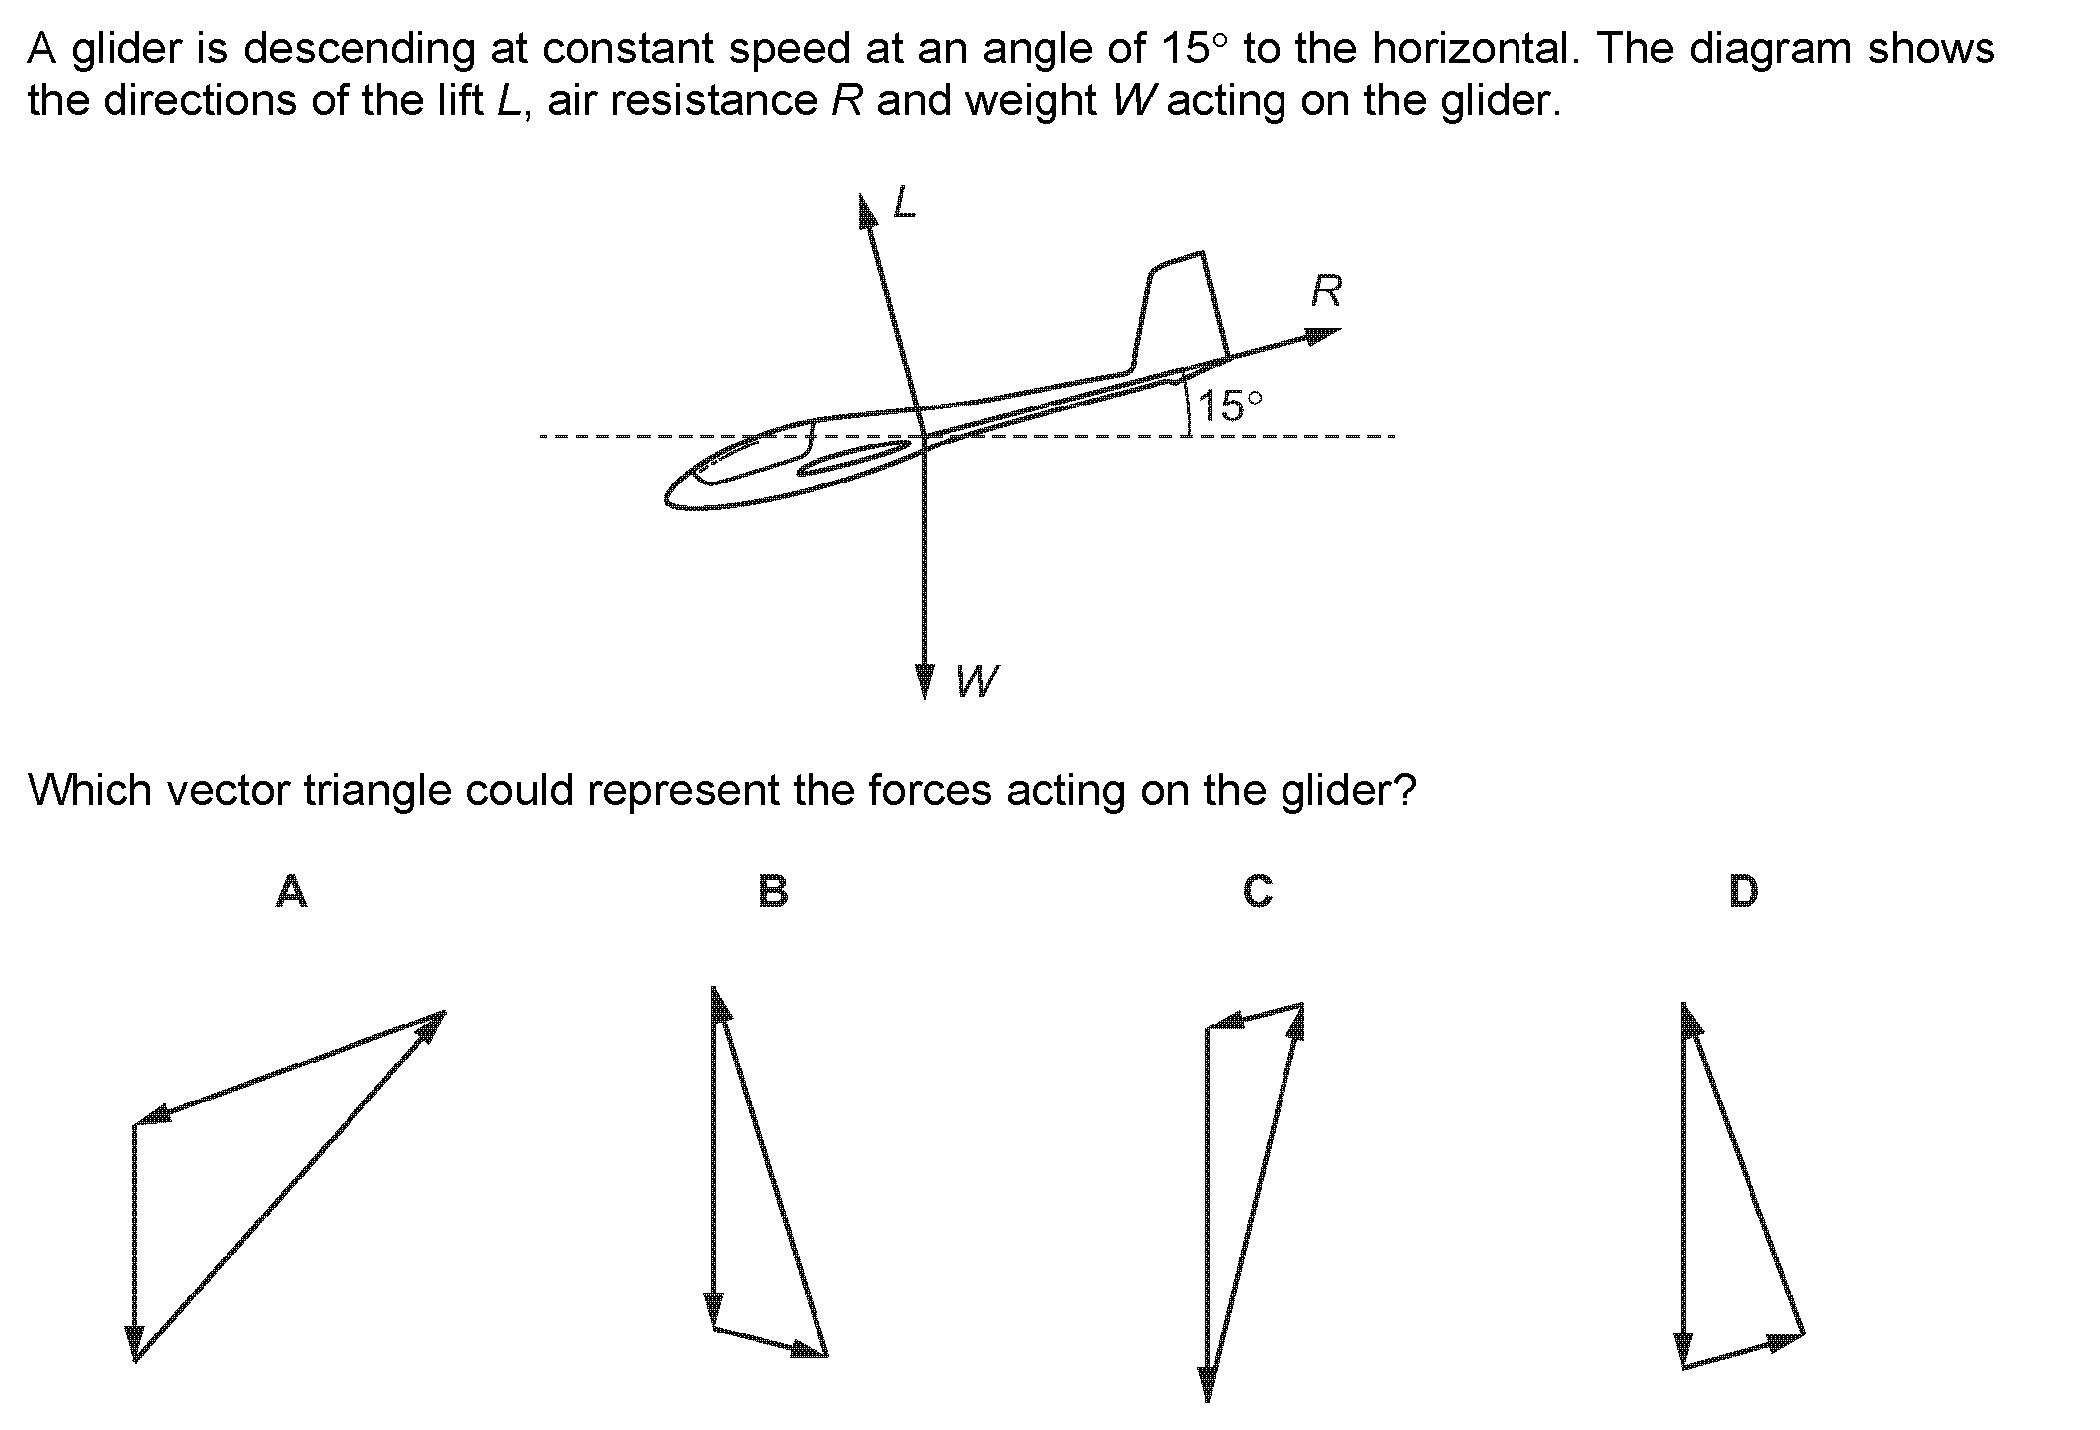 A glider is descending at constant speed at an angle of 15° to the horizontal. The diagram shows
the directions of the lift L, air resistance R and weight W acting on the glider.
L
R
15°
W
Which vector triangle could represent the forces acting on the glider?
A B C D